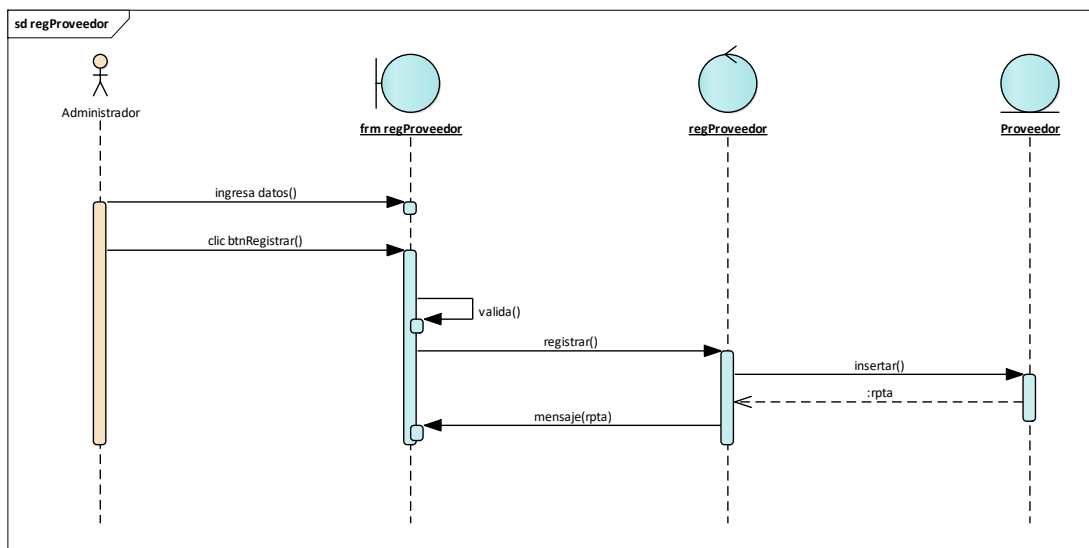 sd regProveedor
Administrador
frm regProveedor
regProveedor
Proveedor
ingresa datos()
clic btnRegistrar()
valida()
registrar()
insertar()
:rpta
mensaje(rpta)